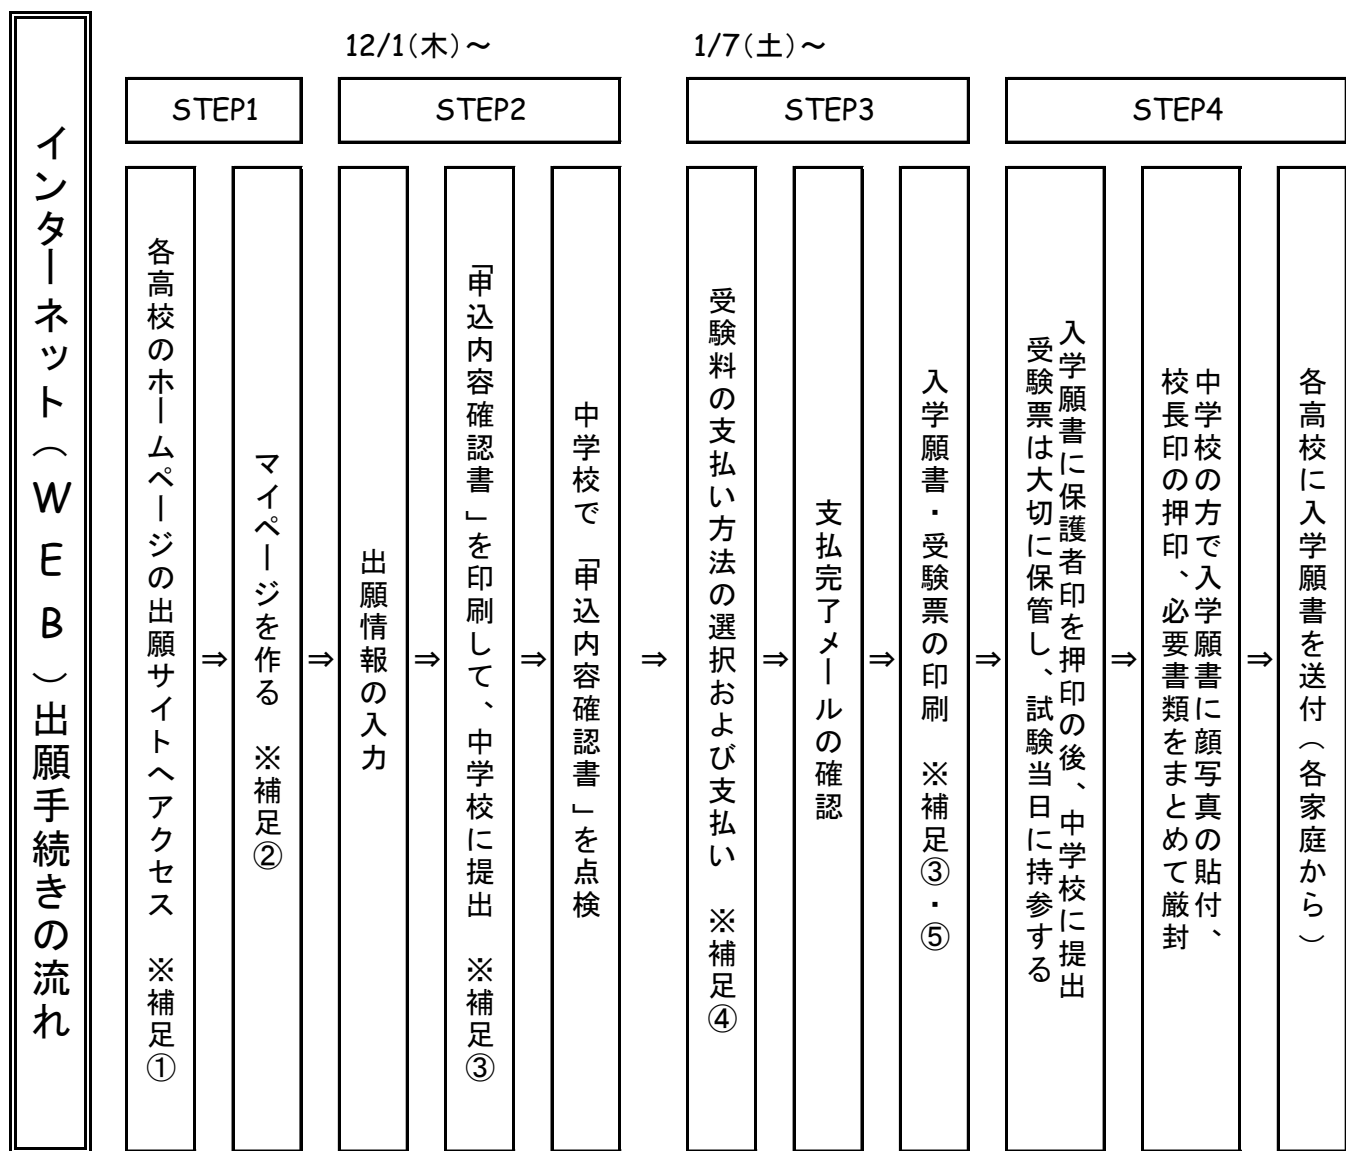 インターネット（WEB）出願手続きの流れ
12/1（木）～
1/7（土）～
STEP1
STEP2
STEP3
STEP4
各高校のホームページの出願サイトへアクセス　※補足①
⇒
マイページを作る　※補足②
⇒
出願情報の入力
⇒
「申込内容確認書」を印刷して、中学校に提出　※補足③
⇒
中学校で「申込内容確認書」を点検
⇒
受験料の支払い方法の選択および支払い　※補足④
⇒
支払完了メールの確認
⇒
入学願書・受験票の印刷　※補足③・⑤
⇒
入学願書に保護者印を押印の後、中学校に提出
受験票は大切に保管し、試験当日に持参する
⇒
中学校の方で入学願書に顔写真の貼付、
校長印の押印、必要書類をまとめて厳封
⇒
各高校に入学願書を送付（各家庭から）